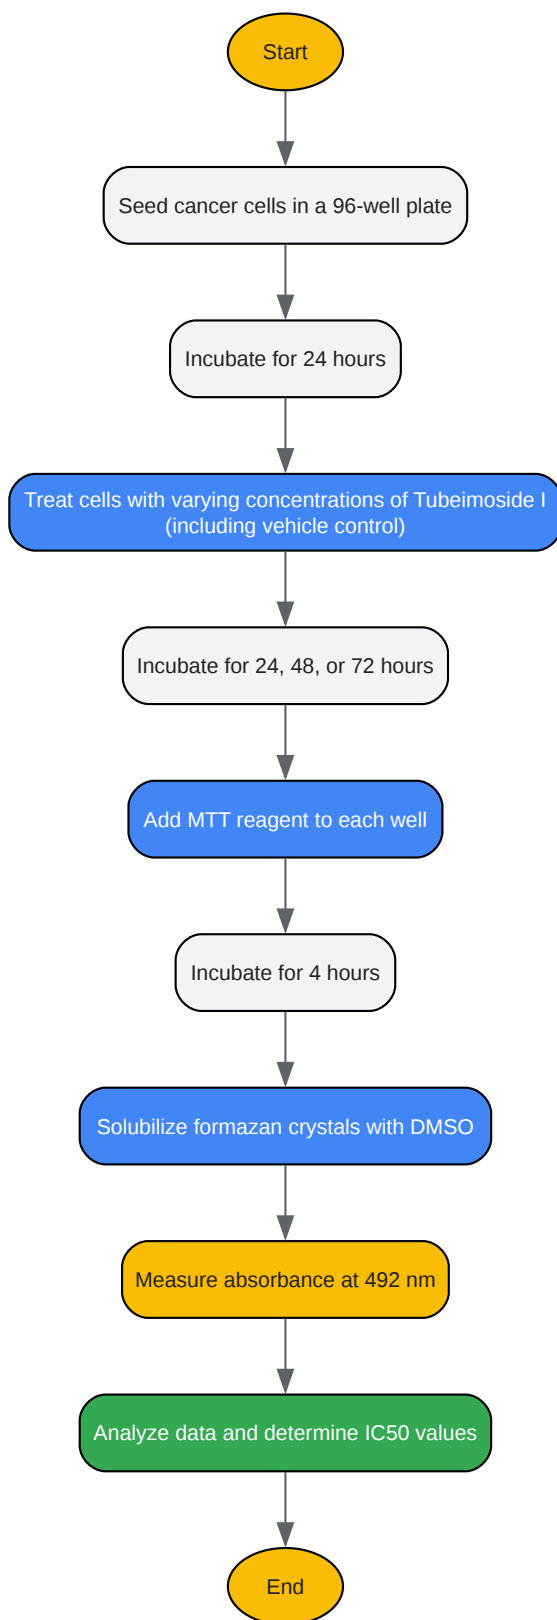 Start
Seed cancer cells in a 96-well plate
Incubate for 24 hours
Treat cells with varying concentrations of Tubeimoside I
(including vehicle control)
Incubate for 24, 48, or 72 hours
Add MTT reagent to each well
Incubate for 4 hours
Solubilize formazan crystals with DMSO
Measure absorbance at 492 nm
Analyze data and determine IC50 values
End